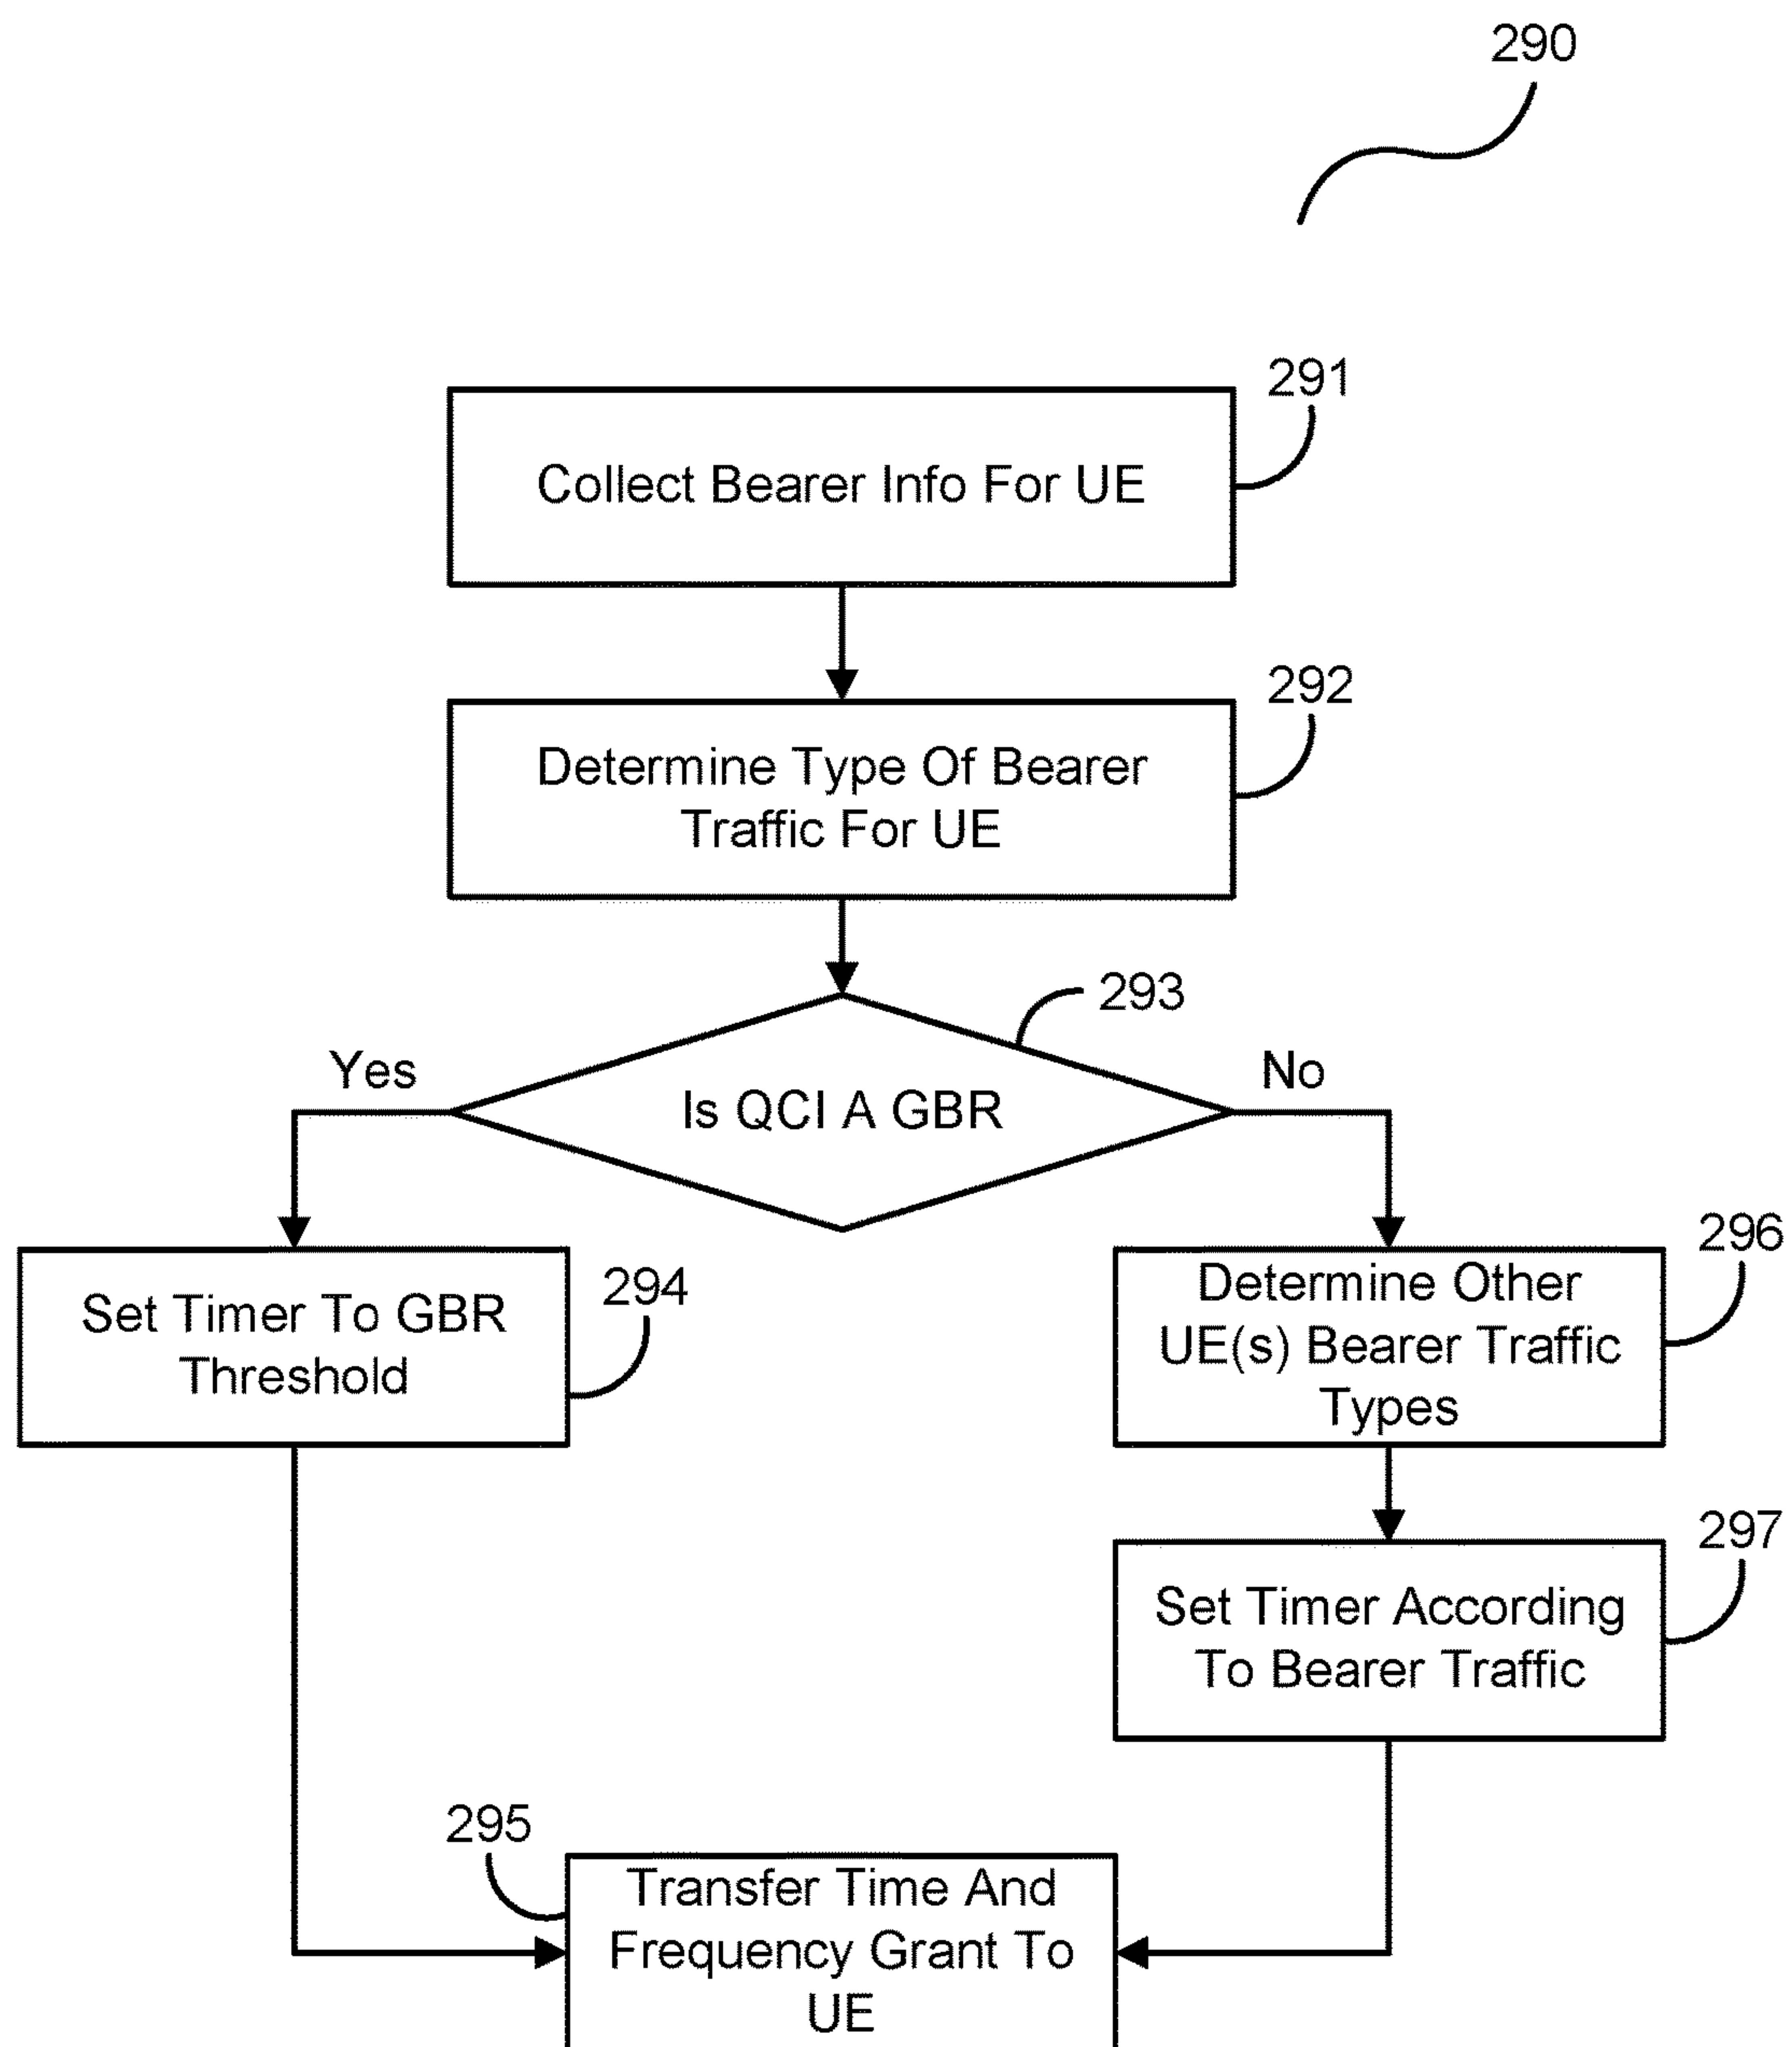 290
291
Collect Bearer Info For UE
292
Determine Type Of Bearer
Traffic For UE
293
Yes
No
Is QCI A GBR
296
294
Determine Other
Set Timer To GBR
UE(s) Bearer Traffic
Threshold
Types
297
Set Timer According
To Bearer Traffic
295
Transfer Time And
Frequency Grant To
UE